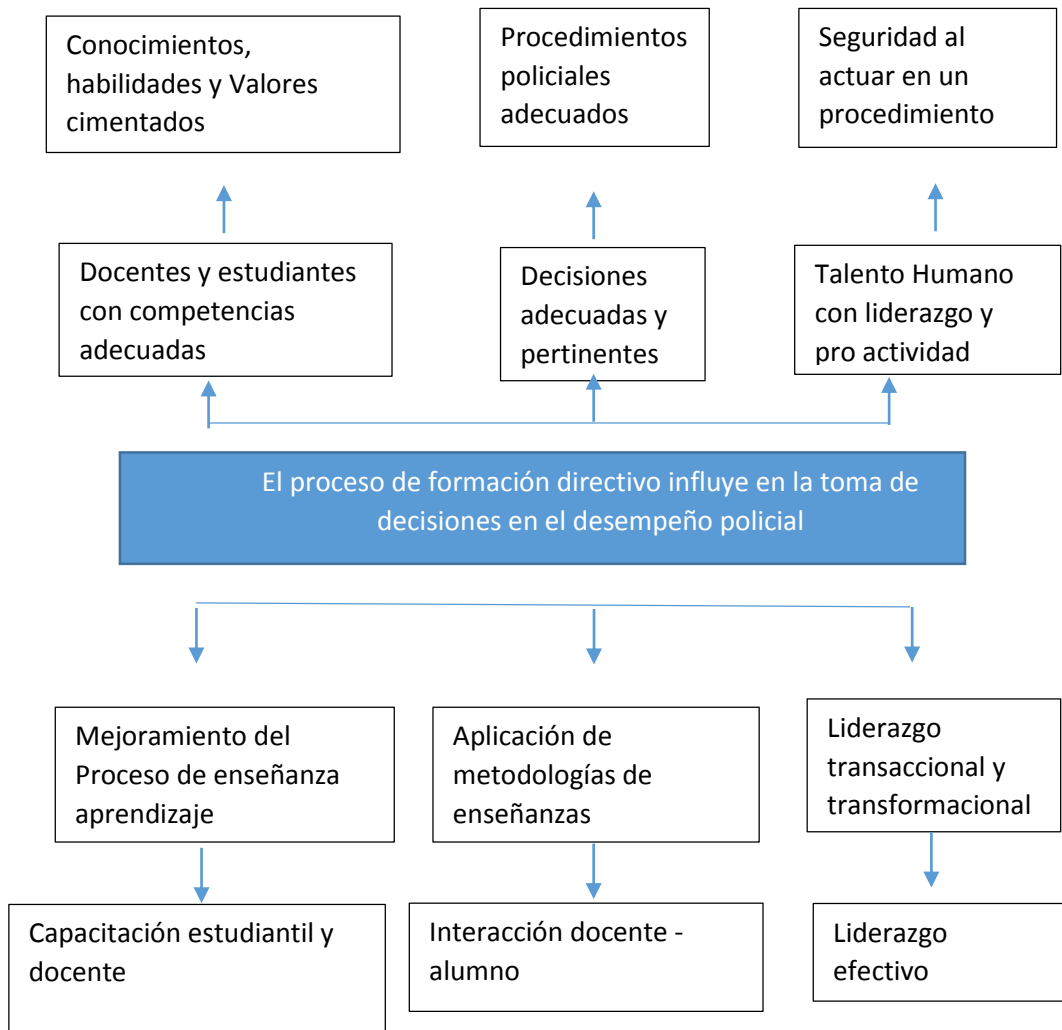 Conocimientos,
habilidades y Valores
cimentados
Procedimientos
policiales
adecuados
Seguridad al
actuar en un
procedimiento
Docentes y estudiantes
con competencias
adecuadas
Decisiones
adecuadas y
pertinentes
Talento Humano
con liderazgo y
pro actividad
El proceso de formación directivo influye en la toma de
decisiones en el desempeño policial
Mejoramiento del
Proceso de enseñanza
aprendizaje
Aplicación de
metodologías de
enseñanzas
Liderazgo
transaccional y
transformacional
Capacitación estudiantil y
docente
Interacción docente -
alumno
Liderazgo
efectivo